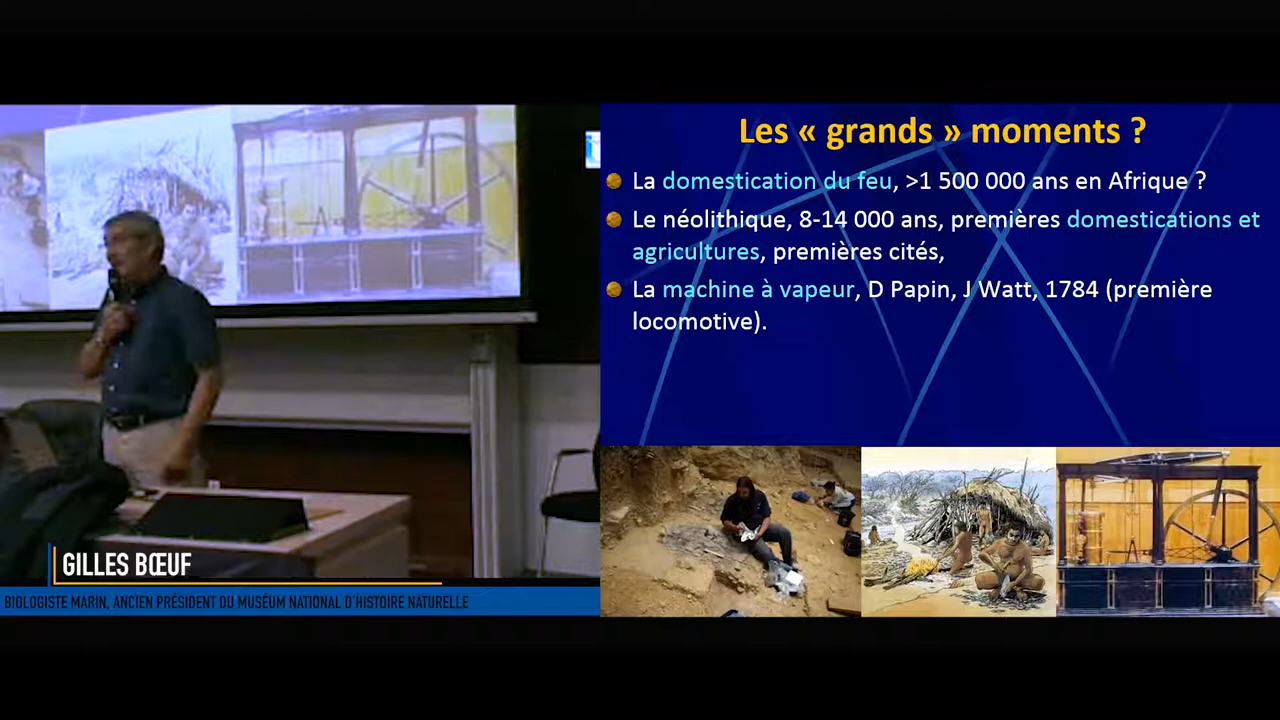 Les « grands » moments ?
La domestication du feu, >1 500 000 ans en Afrique ?
Le néolithique, 8-14 000 ans, premières domestications et
agricultures, premières cités,
La machine à vapeur, D Papin, J Watt, 1784 (première
locomotive).
GILLES BŒUF
BIOLOGISTE MARIN, ANCIEN PRÉSIDENT DU MUSÉUM NATIONAL D'HISTOIRE NATURELLE